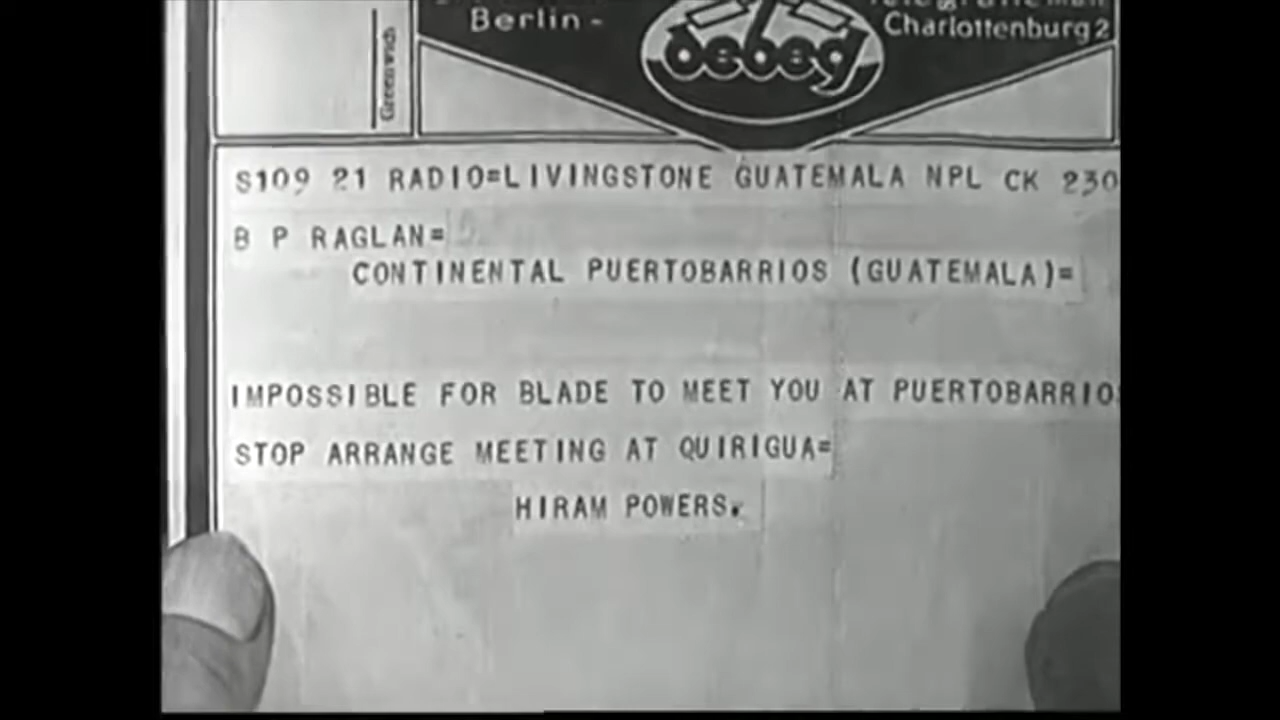 Berlin -
Charlottenburg 2
debeg
Greenwich
S109 21 RADIO=LIVINGSTONE GUATEMALA NPL CK 230
B P RAGLAN=
CONTINENTAL PUERTOBARRIOS (GUATEMALA)=
IMPOSSIBLE FOR BLADE TO MEET YOU AT PUERTOBARRIOS
STOP ARRANGE MEETING AT QUIRIGUA=
HIRAM POWERS.